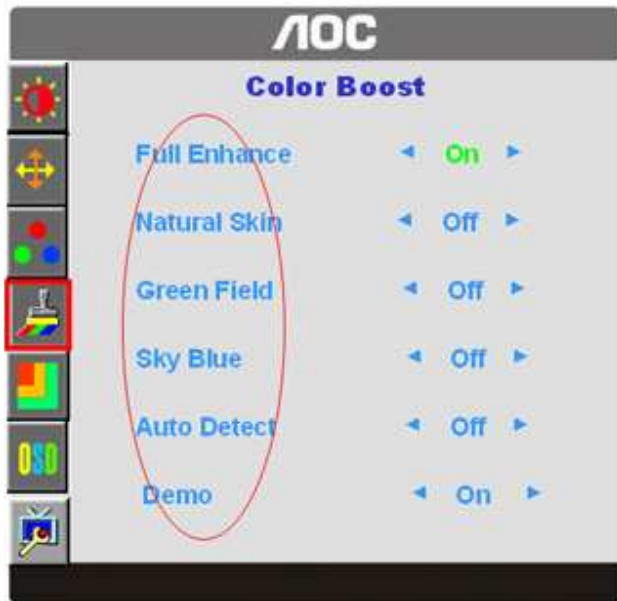 AOC
Color Boost
Full Enhance On
Natural Skin Off
Green Field Off
Sky Blue Off
Auto Detect Off
OSD
Demo On